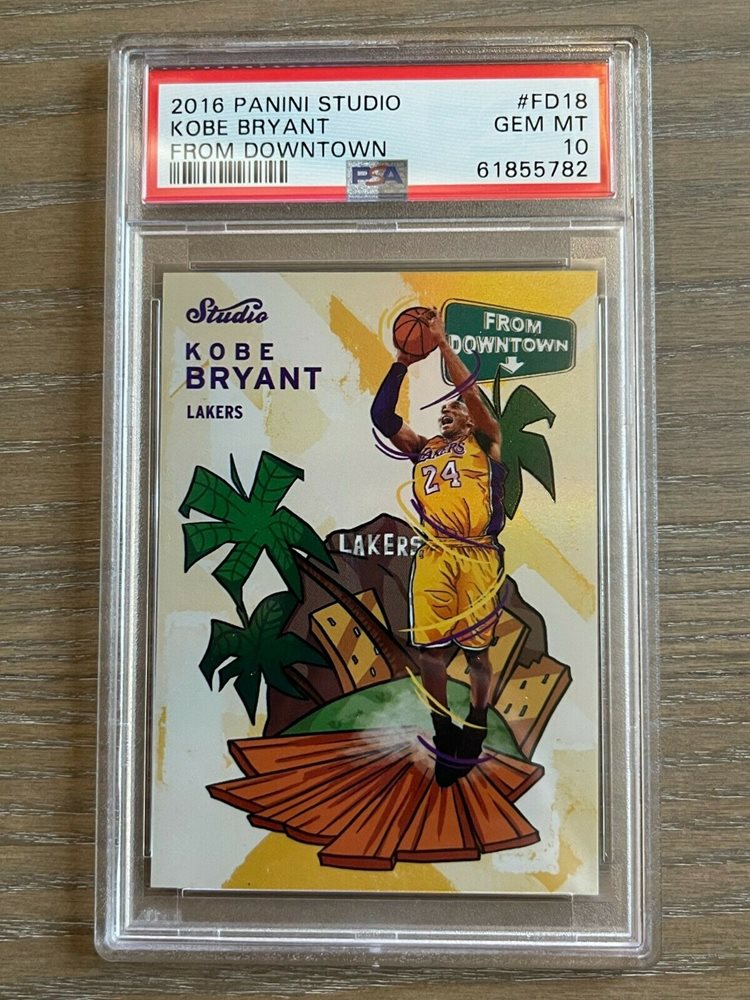 2016 PANINI STUDIO #FD18
KOBE BRYANT GEM MT
FROM DOWNTOWN 10
PSA 61855782
Studio
KOBE
BRYANT
LAKERS
FROM
DOWNTOWN
LAKERS
24
LAKERS